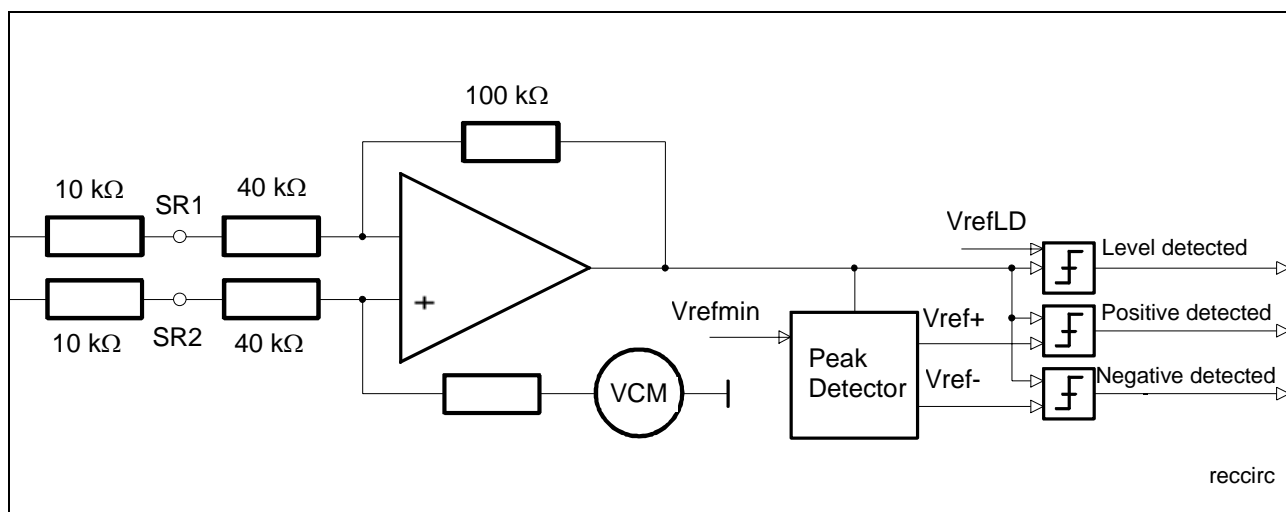 100 kΩ
10 kΩ
SR1
40 kΩ
10 kΩ
SR2
40 kΩ
+
VCM
Vrefmin
Peak
Detector
Vref+
Vref-
VrefLD
Level detected
Positive detected
Negative detected
reccirc